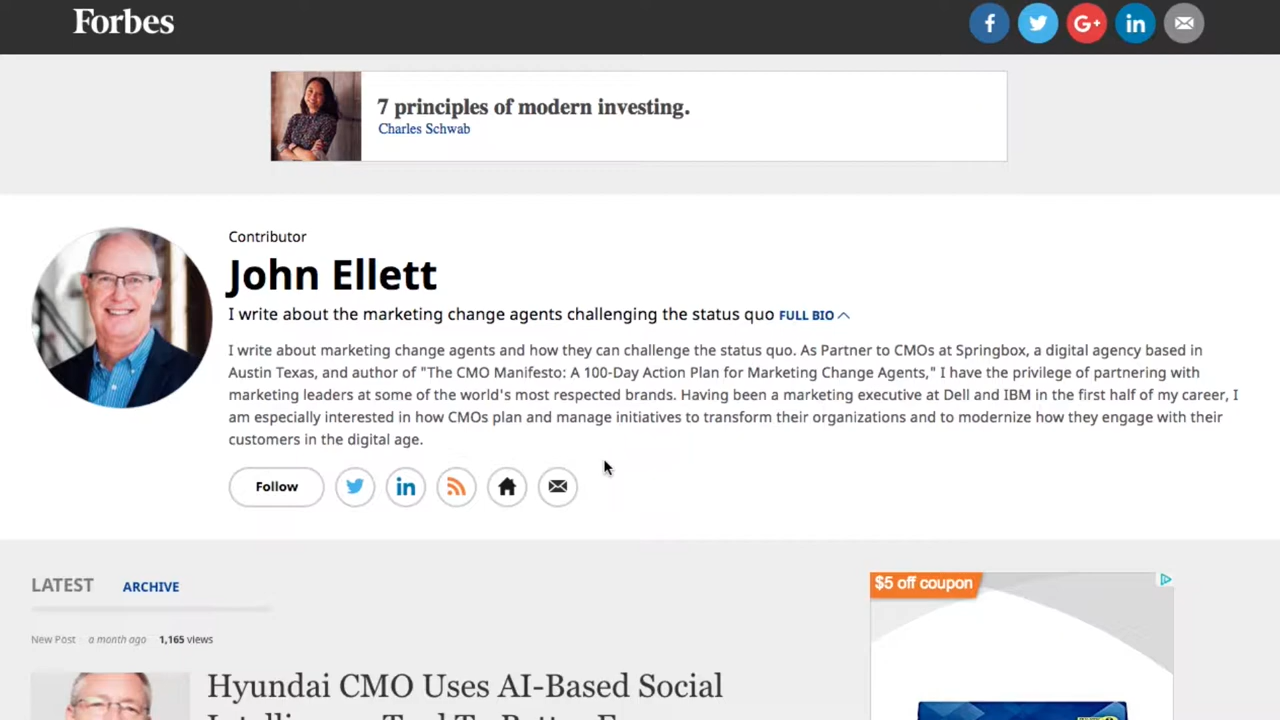 Forbes
7 principles of modern investing.
Charles Schwab
Contributor
John Ellett
I write about the marketing change agents challenging the status quo FULL BIO
I write about marketing change agents and how they can challenge the status quo. As Partner to CMOs at Springbox, a digital agency based in
Austin Texas, and author of "The CMO Manifesto: A 100-Day Action Plan for Marketing Change Agents," I have the privilege of partnering with
marketing leaders at some of the world's most respected brands. Having been a marketing executive at Dell and IBM in the first half of my career, I
am especially interested in how CMOs plan and manage initiatives to transform their organizations and to modernize how they engage with their
customers in the digital age.
Follow
LATEST ARCHIVE
$5 off coupon
New Post a month ago 1,165 views
Hyundai CMO Uses AI-Based Social